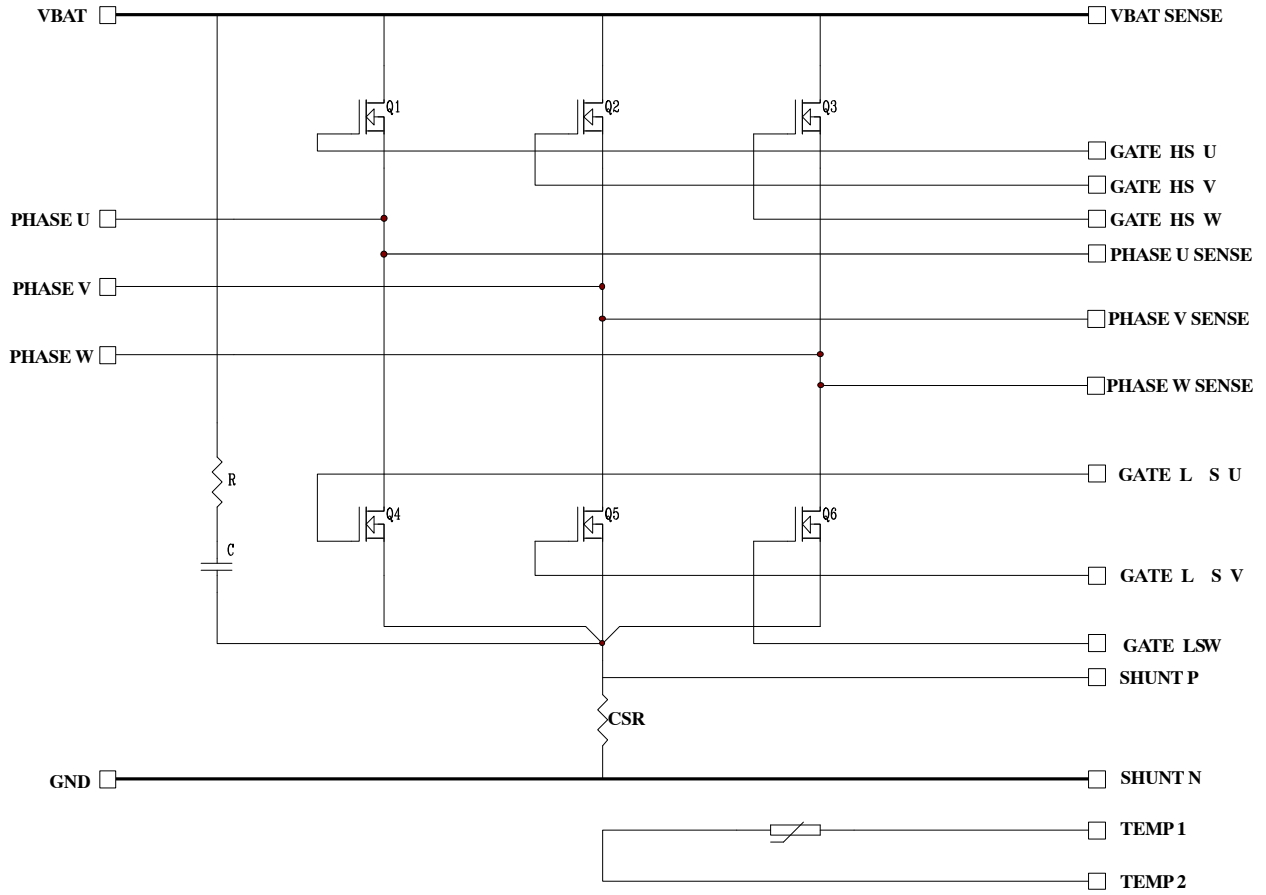 VBAT
VBAT SENSE
Q1
Q2
Q3
GATE HS U
GATE HS V
PHASE U
GATE HS W
PHASE U SENSE
PHASE V
PHASE V SENSE
PHASE W
PHASE W SENSE
R
GATE L S U
Q4
Q5
Q6
C
GATE L S V
GATE LSW
SHUNT P
CSR
GND
SHUNT N
TEMP 1
TEMP 2